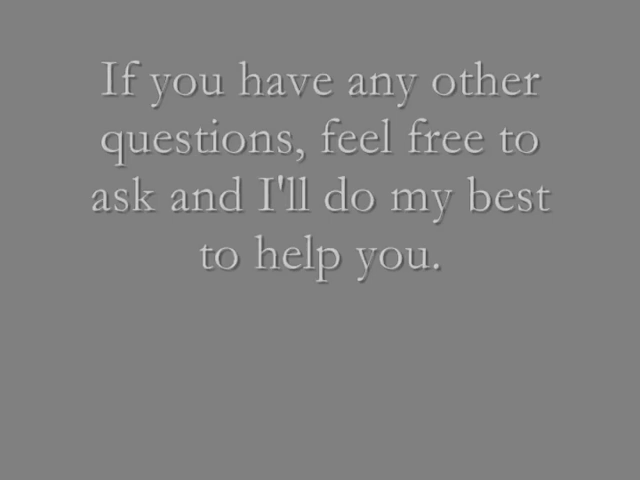 If you have any other
questions, feel free to
ask and I'll do my best
to help you.